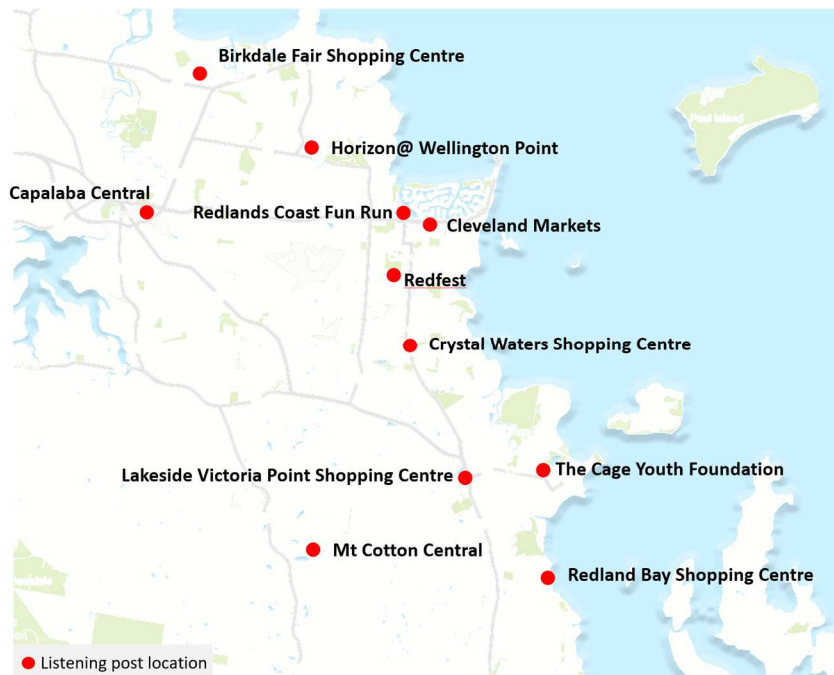 Birkdale Fair Shopping Centre
Peel Island
Horizon@ Wellington Point
Capalaba Central
Redlands Coast Fun Run
Cleveland Markets
Redfest
Crystal Waters Shopping Centre
Lakeside Victoria Point Shopping Centre
The Cage Youth Foundation
Mt Cotton Central
Redland Bay Shopping Centre
Listening post location